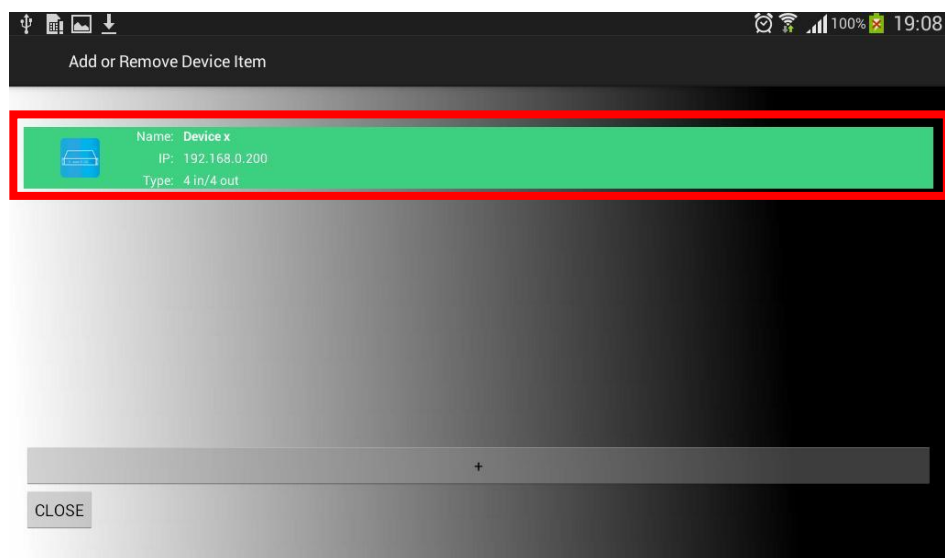 100% 19:08
Add or Remove Device Item
Name: Device x
IP: 192.168.0.200
Type: 4 in/4 out
+
CLOSE